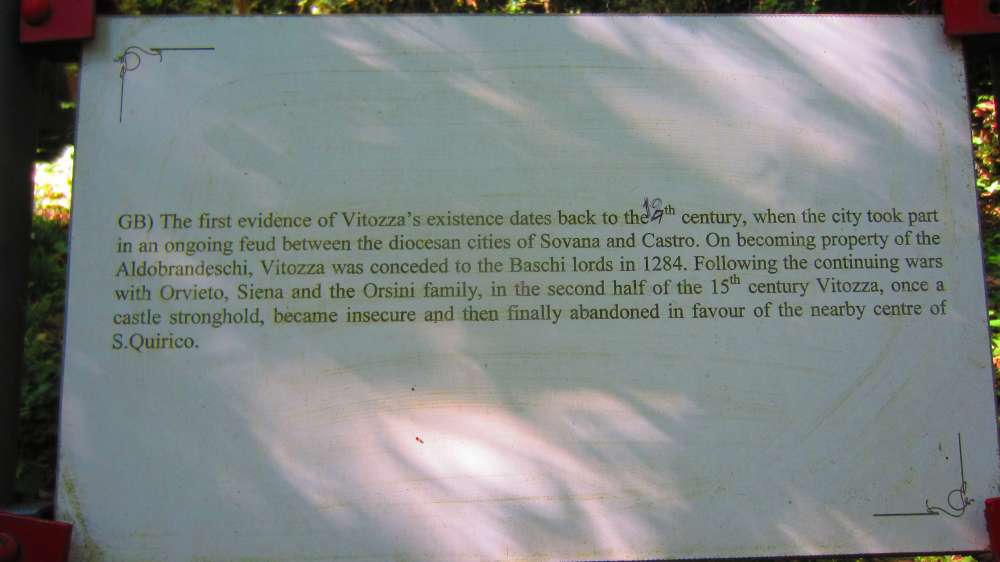 GB) The first evidence of Vitozza's existence dates back to the 12th century, when the city took part
in an ongoing feud between the diocesan cities of Sovana and Castro. On becoming property of the
Aldobrandeschi, Vitozza was conceded to the Baschi lords in 1284. Following the continuing wars
with Orvieto, Siena and the Orsini family, in the second half of the 15th century Vitozza, once a
castle stronghold, became insecure and then finally abandoned in favour of the nearby centre of
S.Quirico.